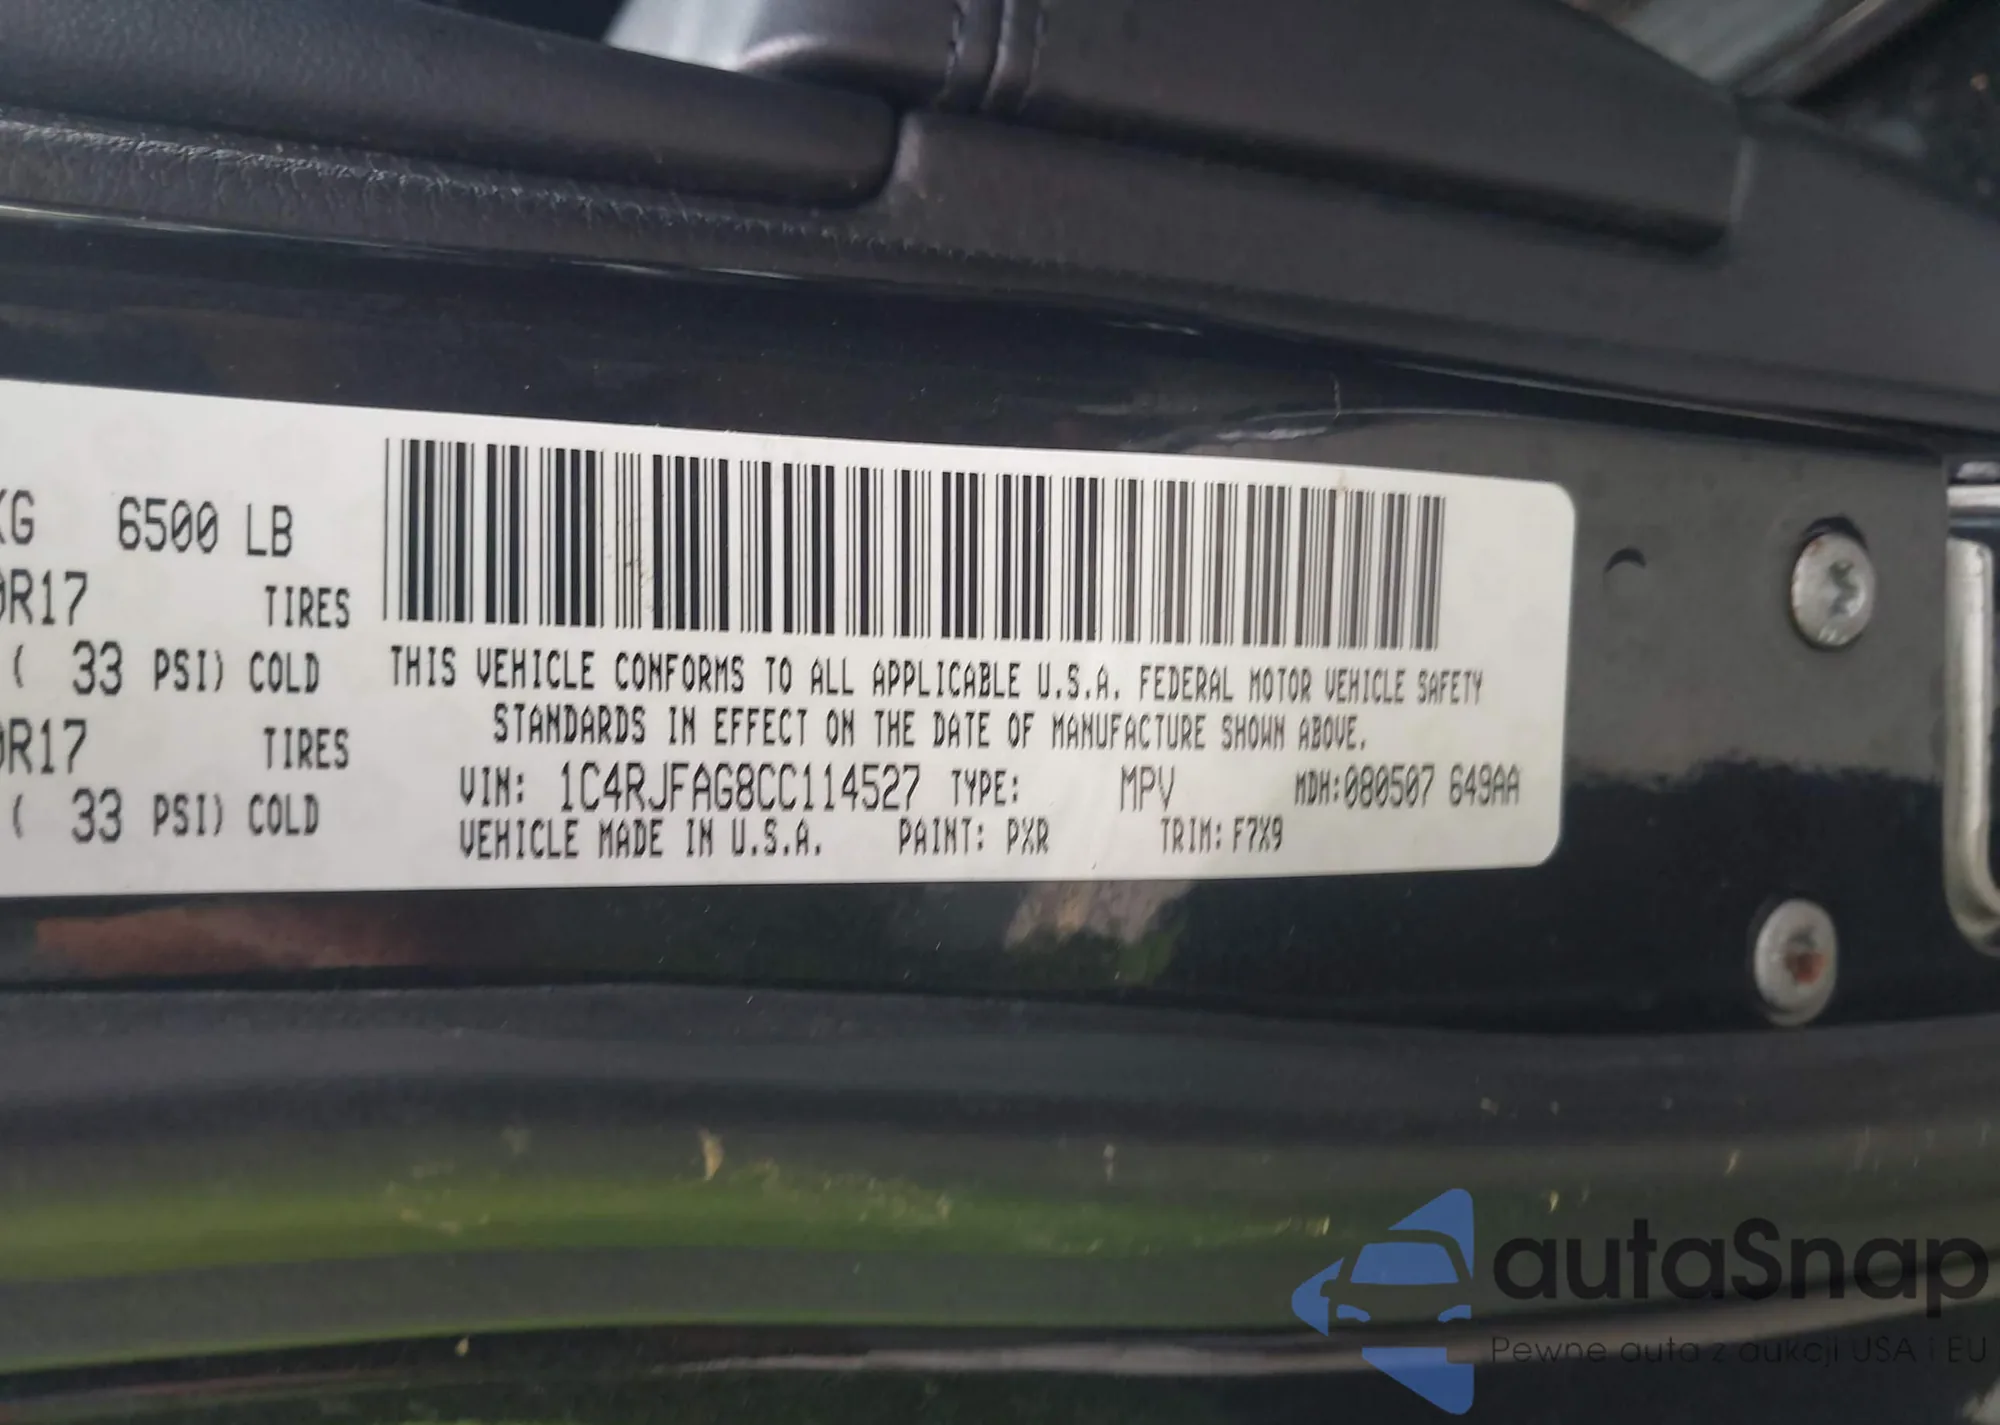 KG 6500 LB
0R17 TIRES
( 33 PSI) COLD
0R17 TIRES
( 33 PSI) COLD
THIS VEHICLE CONFORMS TO ALL APPLICABLE U.S.A. FEDERAL MOTOR VEHICLE SAFETY
STANDARDS IN EFFECT ON THE DATE OF MANUFACTURE SHOWN ABOVE.
VIN: 1C4RJFAG8CC114527 TYPE: MPV MDH:080507 649AA
VEHICLE MADE IN U.S.A. PAINT: PXR TRIM: F7X9
autaSnap
Pewne auta z aukcji USA i EU